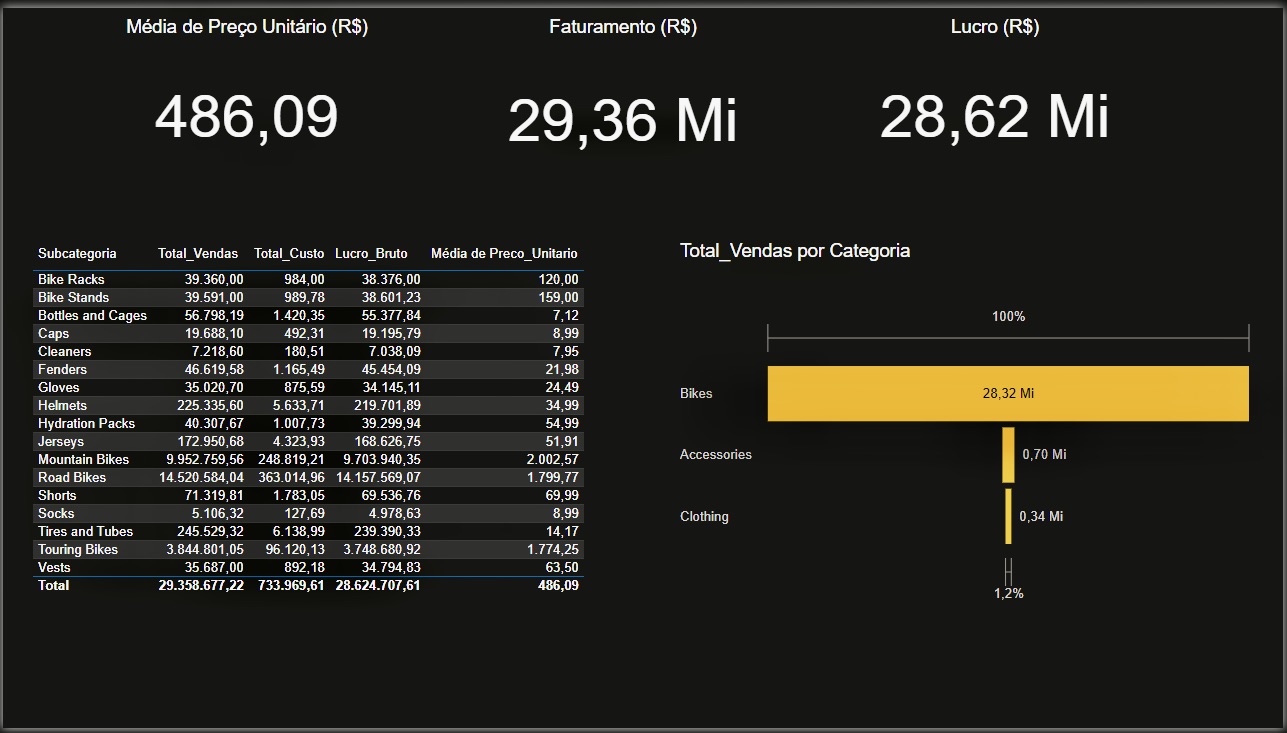 Média de Preço Unitário (R$) Faturamento (R$) Lucro (R$)
486,09 29,36 Mi 28,62 Mi
Subcategoria Total_Vendas Total_Custo Lucro_Bruto Média de Preco_Unitario
Bike Racks 39.360,00 984,00 38.376,00 120,00
Bike Stands 39.591,00 989,78 38.601,23 159,00
Bottles and Cages 56.798,19 1.420,35 55.377,84 7,12
Caps 19.688,10 492,31 19.195,79 8,99
Cleaners 7.218,60 180,51 7.038,09 7,95
Fenders 46.619,58 1.165,49 45.454,09 21,98
Gloves 35.020,70 875,59 34.145,11 24,49
Helmets 225.335,60 5.633,71 219.701,89 34,99
Hydration Packs 40.307,67 1.007,73 39.299,94 54,99
Jerseys 172.950,68 4.323,93 168.626,75 51,91
Mountain Bikes 9.952.759,56 248.819,21 9.703.940,35 2.002,57
Road Bikes 14.520.584,04 363.014,96 14.157.569,07 1.799,77
Shorts 71.319,81 1.783,05 69.536,76 69,99
Socks 5.106,32 127,69 4.978,63 8,99
Tires and Tubes 245.529,32 6.138,99 239.390,33 14,17
Touring Bikes 3.844.801,05 96.120,13 3.748.680,92 1.774,25
Vests 35.687,00 892,18 34.794,83 63,50
Total 29.358.677,22 733.969,61 28.624.707,61 486,09
Total_Vendas por Categoria
100%
Bikes 28,32 Mi
Accessories 0,70 Mi
Clothing 0,34 Mi
1,2%